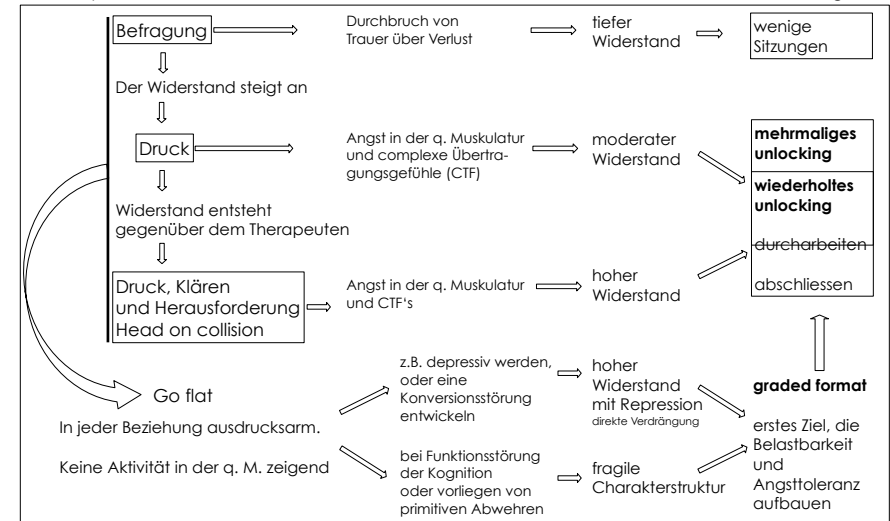 Befragung
Durchbruch von
Trauer über Verlust
tiefer
Widerstand
wenige
Sitzungen
Der Widerstand steigt an
Druck
Angst in der q. Muskulatur
und complexe Übertra-
gungsgefühle (CTF)
moderater
Widerstand
mehrmaliges
unlocking
wiederholtes
unlocking
durcharbeiten
abschliessen
Widerstand entsteht
gegenüber dem Therapeuten
Druck, Klären
und Herausforderung
Head on collision
Angst in der q. Muskulatur
und CTF's
hoher
Widerstand
Go flat
In jeder Beziehung ausdrucksarm.
Keine Aktivität in der q. M. zeigend
z.B. depressiv werden,
oder eine
Konversionsstörung
entwickeln
hoher
Widerstand
mit Repression
direkte Verdrängung
bei Funktionsstörung
der Kognition
oder vorliegen von
primitiven Abwehren
fragile
Charakterstruktur
graded format
erstes Ziel, die
Belastbarkeit
und
Angsttoleranz
aufbauen